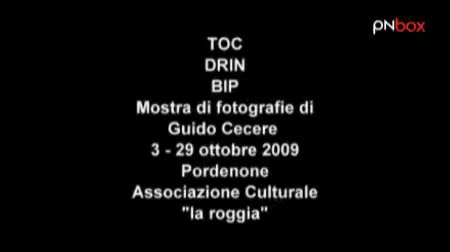 PNbox
TOC
DRIN
BIP
Mostra di fotografie di
Guido Cecere
3 - 29 ottobre 2009
Pordenone
Associazione Culturale
"la roggia"